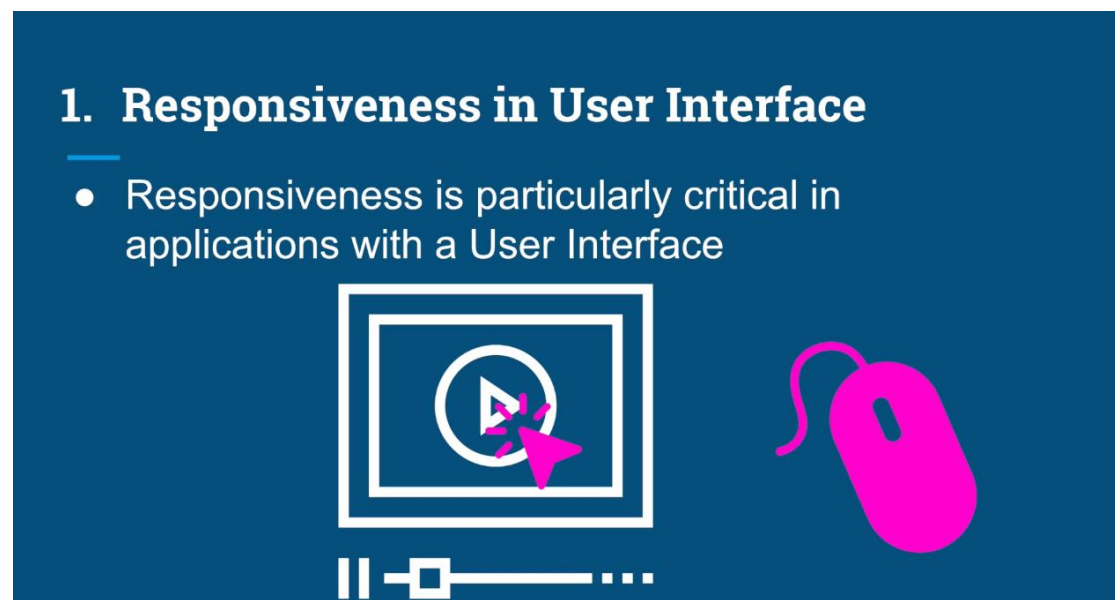 1. Responsiveness in User Interface
● Responsiveness is particularly critical in
applications with a User Interface